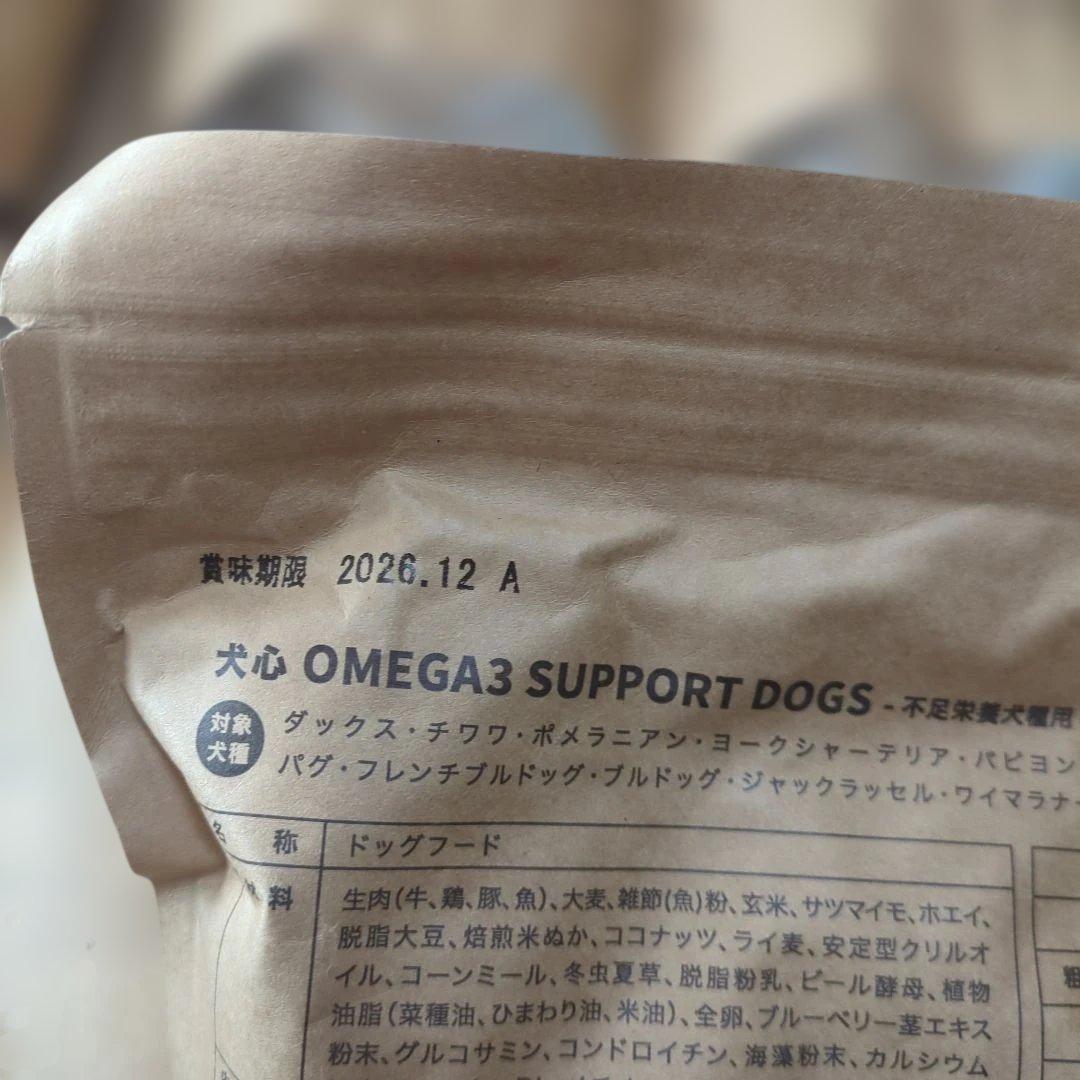 賞味期限 2026.12 A
犬心 OMEGA3 SUPPORT DOGS - 不足栄養犬種用
対象犬種
ダックス・チワワ・ポメラニアン・ヨークシャーテリア・パピヨン
パグ・フレンチブルドッグ・ブルドッグ・ジャックラッセル・ワイマラナー
名 称 ドッグフード
料 生肉(牛、鶏、豚、魚)、大麦、雑節(魚)粉、玄米、サツマイモ、ホエイ、
脱脂大豆、焙煎米ぬか、ココナッツ、ライ麦、安定型クリルオ
イル、コーンミール、冬虫夏草、脱脂粉乳、ビール酵母、植物
油脂(菜種油、ひまわり油、米油)、全卵、ブルーベリー茎エキス
粉末、グルコサミン、コンドロイチン、海藻粉末、カルシウム
粗